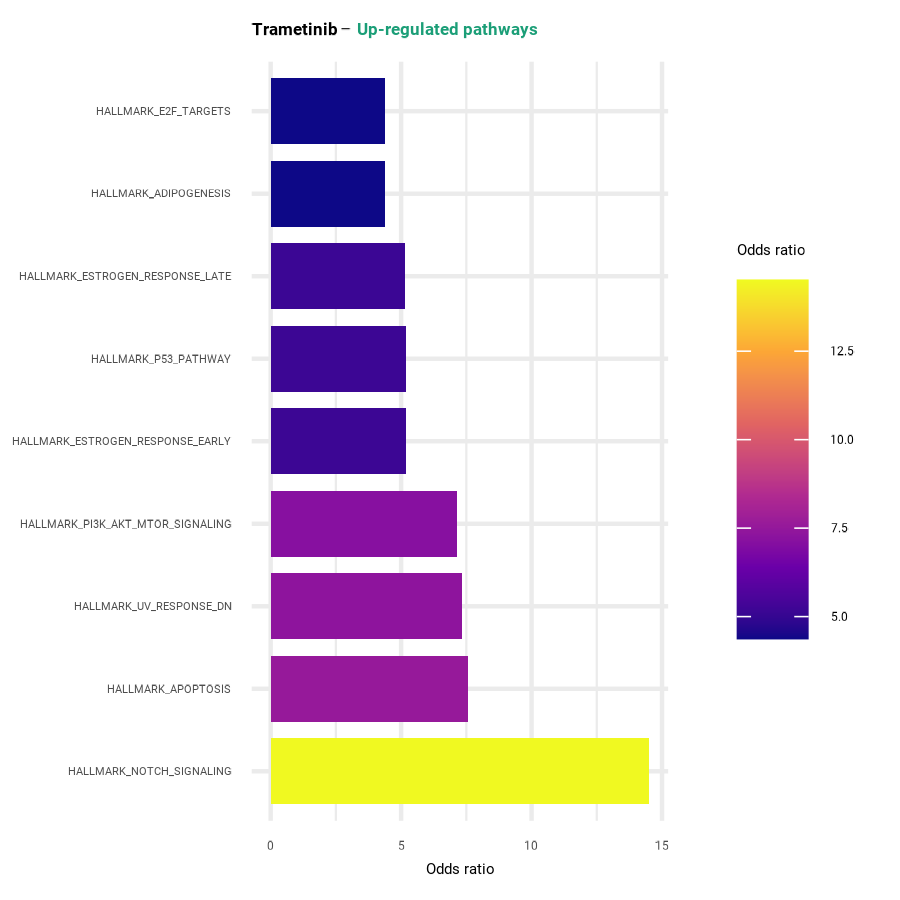 Trametinib – Up-regulated pathways
HALLMARK_E2F_TARGETS
HALLMARK_ADIPOGENESIS
HALLMARK_ESTROGEN_RESPONSE_LATE
HALLMARK_P53_PATHWAY
HALLMARK_ESTROGEN_RESPONSE_EARLY
HALLMARK_PI3K_AKT_MTOR_SIGNALING
HALLMARK_UV_RESPONSE_DN
HALLMARK_APOPTOSIS
HALLMARK_NOTCH_SIGNALING
0 5 10 15
Odds ratio
Odds ratio
12.5
10.0
7.5
5.0